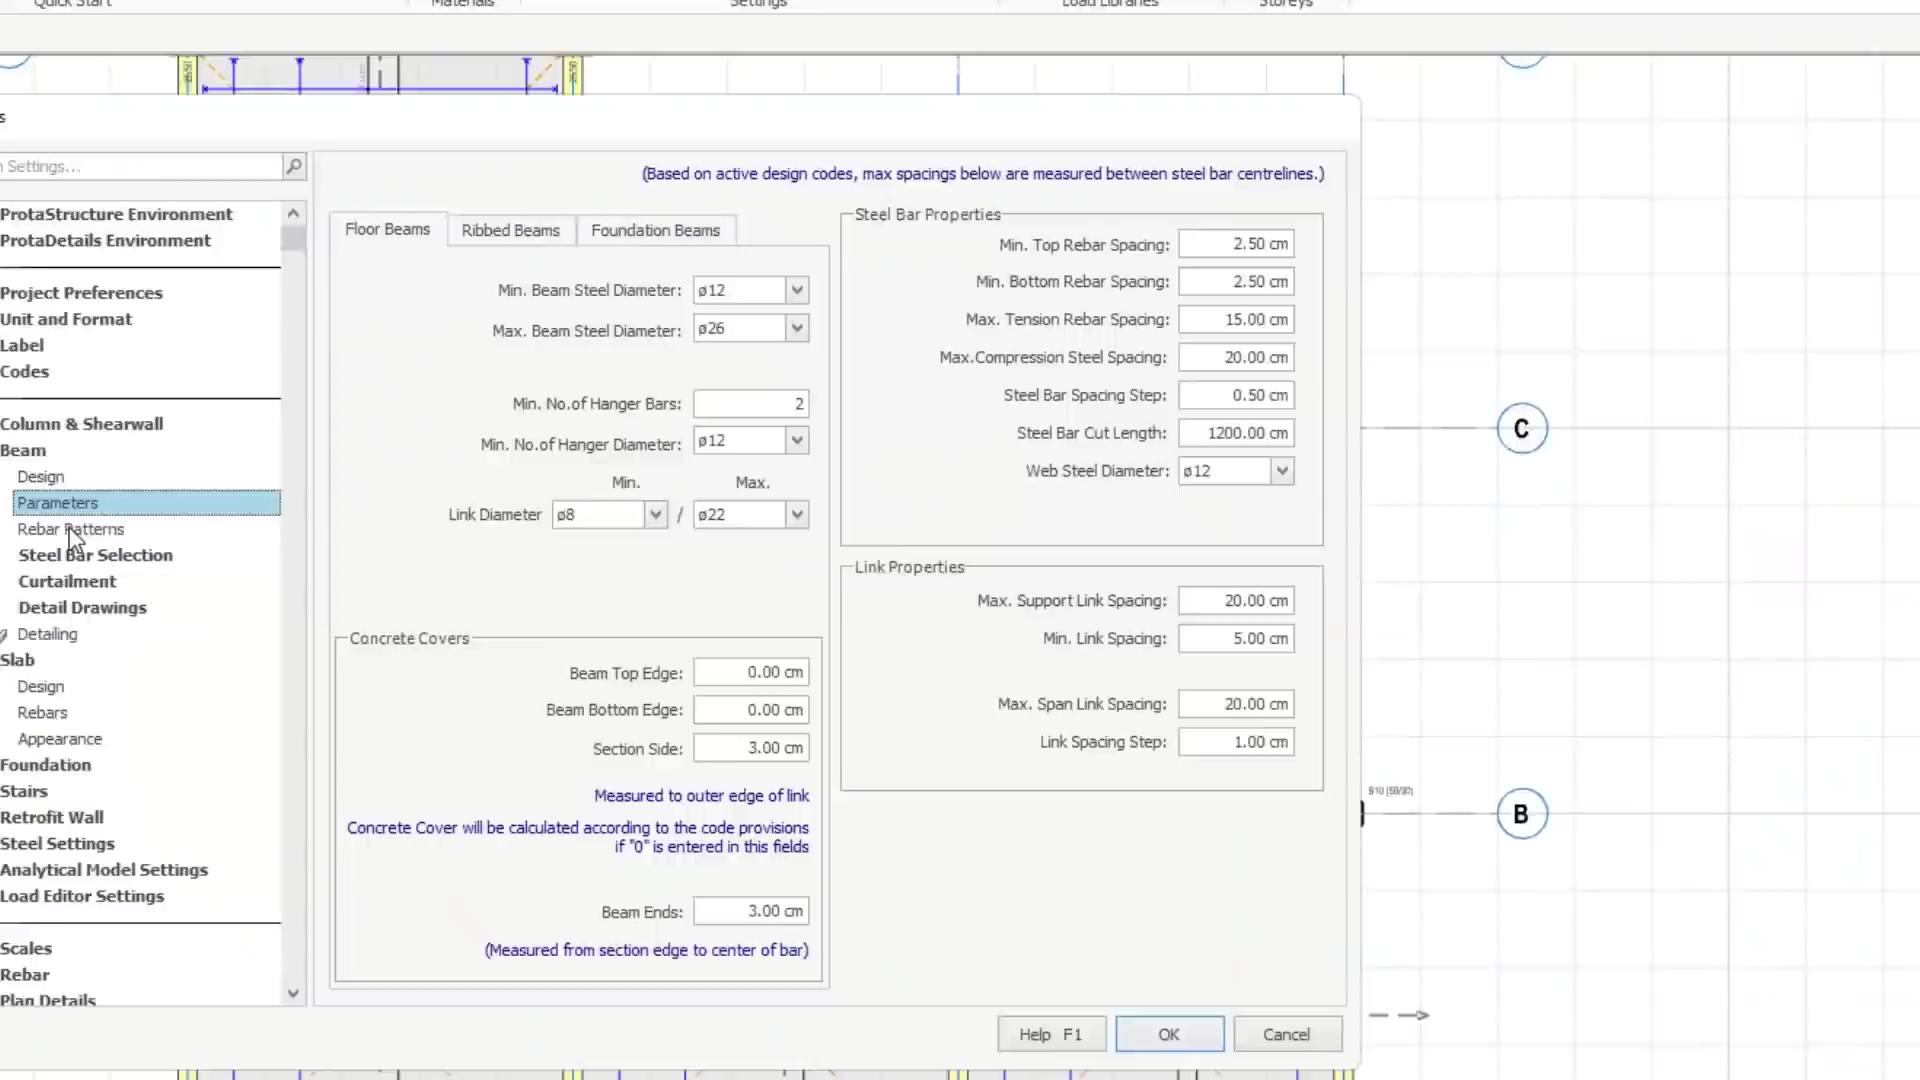 Quick Start
Materials
Settings
Load Libraries
Storeys
s
n Settings...
ProtaStructure Environment
ProtaDetails Environment
Project Preferences
Unit and Format
Label
Codes
Column & Shearwall
Beam
Design
Parameters
Rebar Patterns
Steel Bar Selection
Curtailment
Detail Drawings
Detailing
Slab
Design
Rebars
Appearance
Foundation
Stairs
Retrofit Wall
Steel Settings
Analytical Model Settings
Load Editor Settings
Scales
Rebar
Plan Details
(Based on active design codes, max spacings below are measured between steel bar centrelines.)
Floor Beams
Ribbed Beams
Foundation Beams
Min. Beam Steel Diameter: ø12
Max. Beam Steel Diameter: ø26
Min. No.of Hanger Bars: 2
Min. No.of Hanger Diameter: ø12
Min. Max.
Link Diameter ø8 / ø22
Concrete Covers
Beam Top Edge: 0.00 cm
Beam Bottom Edge: 0.00 cm
Section Side: 3.00 cm
Measured to outer edge of link
Concrete Cover will be calculated according to the code provisions
if "0" is entered in this fields
Beam Ends: 3.00 cm
(Measured from section edge to center of bar)
Steel Bar Properties
Min. Top Rebar Spacing: 2.50 cm
Min. Bottom Rebar Spacing: 2.50 cm
Max. Tension Rebar Spacing: 15.00 cm
Max.Compression Steel Spacing: 20.00 cm
Steel Bar Spacing Step: 0.50 cm
Steel Bar Cut Length: 1200.00 cm
Web Steel Diameter: ø12
Link Properties
Max. Support Link Spacing: 20.00 cm
Min. Link Spacing: 5.00 cm
Max. Span Link Spacing: 20.00 cm
Link Spacing Step: 1.00 cm
Help F1
OK
Cancel
C
B